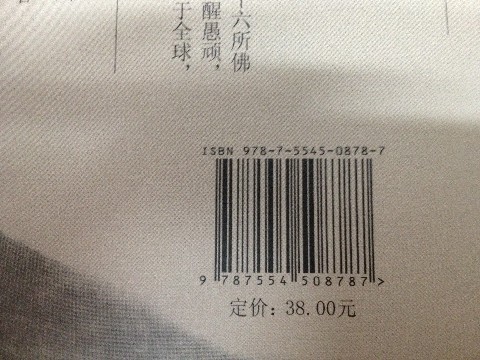 十六所佛
醒愚顽，
于全球，
ISBN 978-7-5545-0878-7
9 787554 508787 >
定价: 38.00元